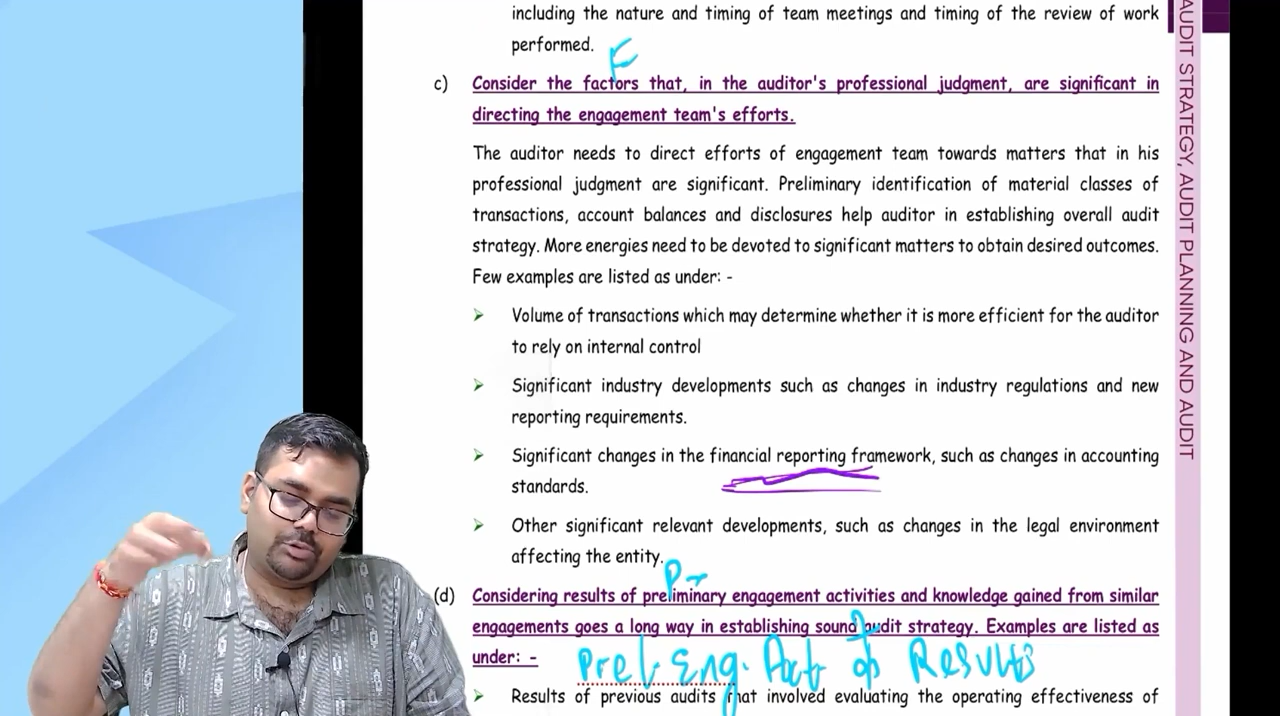 including the nature and timing of team meetings and timing of the review of work
performed.
F
c) Consider the factors that, in the auditor's professional judgment, are significant in
directing the engagement team's efforts.
The auditor needs to direct efforts of engagement team towards matters that in his
professional judgment are significant. Preliminary identification of material classes of
transactions, account balances and disclosures help auditor in establishing overall audit
strategy. More energies need to be devoted to significant matters to obtain desired outcomes.
Few examples are listed as under: -
➤ Volume of transactions which may determine whether it is more efficient for the auditor
to rely on internal control
➤ Significant industry developments such as changes in industry regulations and new
reporting requirements.
➤ Significant changes in the financial reporting framework, such as changes in accounting
standards.
➤ Other significant relevant developments, such as changes in the legal environment
affecting the entity.
(d) Considering results of preliminary engagement activities and knowledge gained from similar
engagements goes a long way in establishing sound audit strategy. Examples are listed as
under: -
Prel. Eng. Act Results
➤ Results of previous audits that involved evaluating the operating effectiveness of
AUDIT STRATEGY, AUDIT PLANNING AND AUDIT